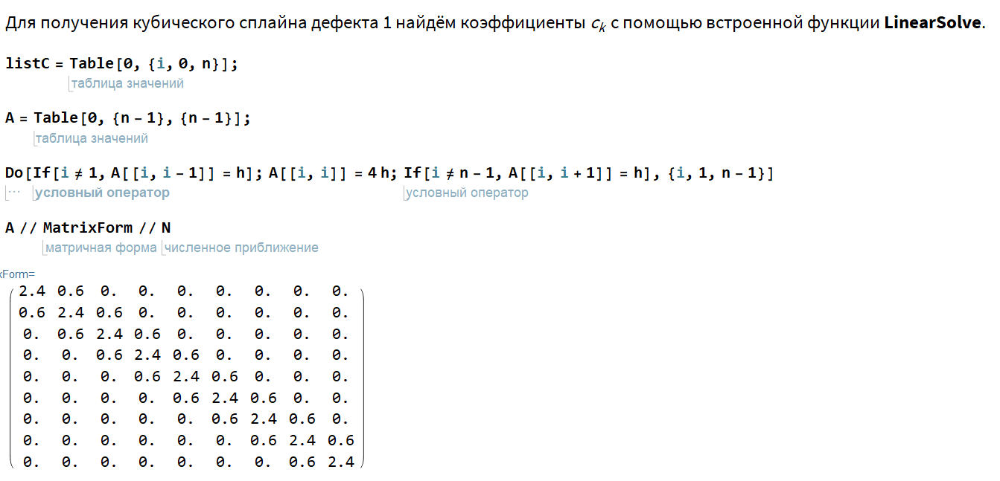 Для получения кубического сплайна дефекта 1 найдём коэффициенты ck с помощью встроенной функции LinearSolve.
listC = Table[0, {i, 0, n}];
таблица значений
A = Table[0, {n - 1}, {n - 1}];
таблица значений
Do[If[i ≠ 1, A[[i, i - 1]] = h]; A[[i, i]] = 4 h; If[i ≠ n - 1, A[[i, i + 1]] = h], {i, 1, n - 1}]
⋯ условный оператор условный оператор
A // MatrixForm // N
матричная форма численное приближение
xForm=
2.4 0.6 0. 0. 0. 0. 0. 0. 0.
0.6 2.4 0.6 0. 0. 0. 0. 0. 0.
0. 0.6 2.4 0.6 0. 0. 0. 0. 0.
0. 0. 0.6 2.4 0.6 0. 0. 0. 0.
0. 0. 0. 0.6 2.4 0.6 0. 0. 0.
0. 0. 0. 0. 0.6 2.4 0.6 0. 0.
0. 0. 0. 0. 0. 0.6 2.4 0.6 0.
0. 0. 0. 0. 0. 0. 0.6 2.4 0.6
0. 0. 0. 0. 0. 0. 0. 0.6 2.4